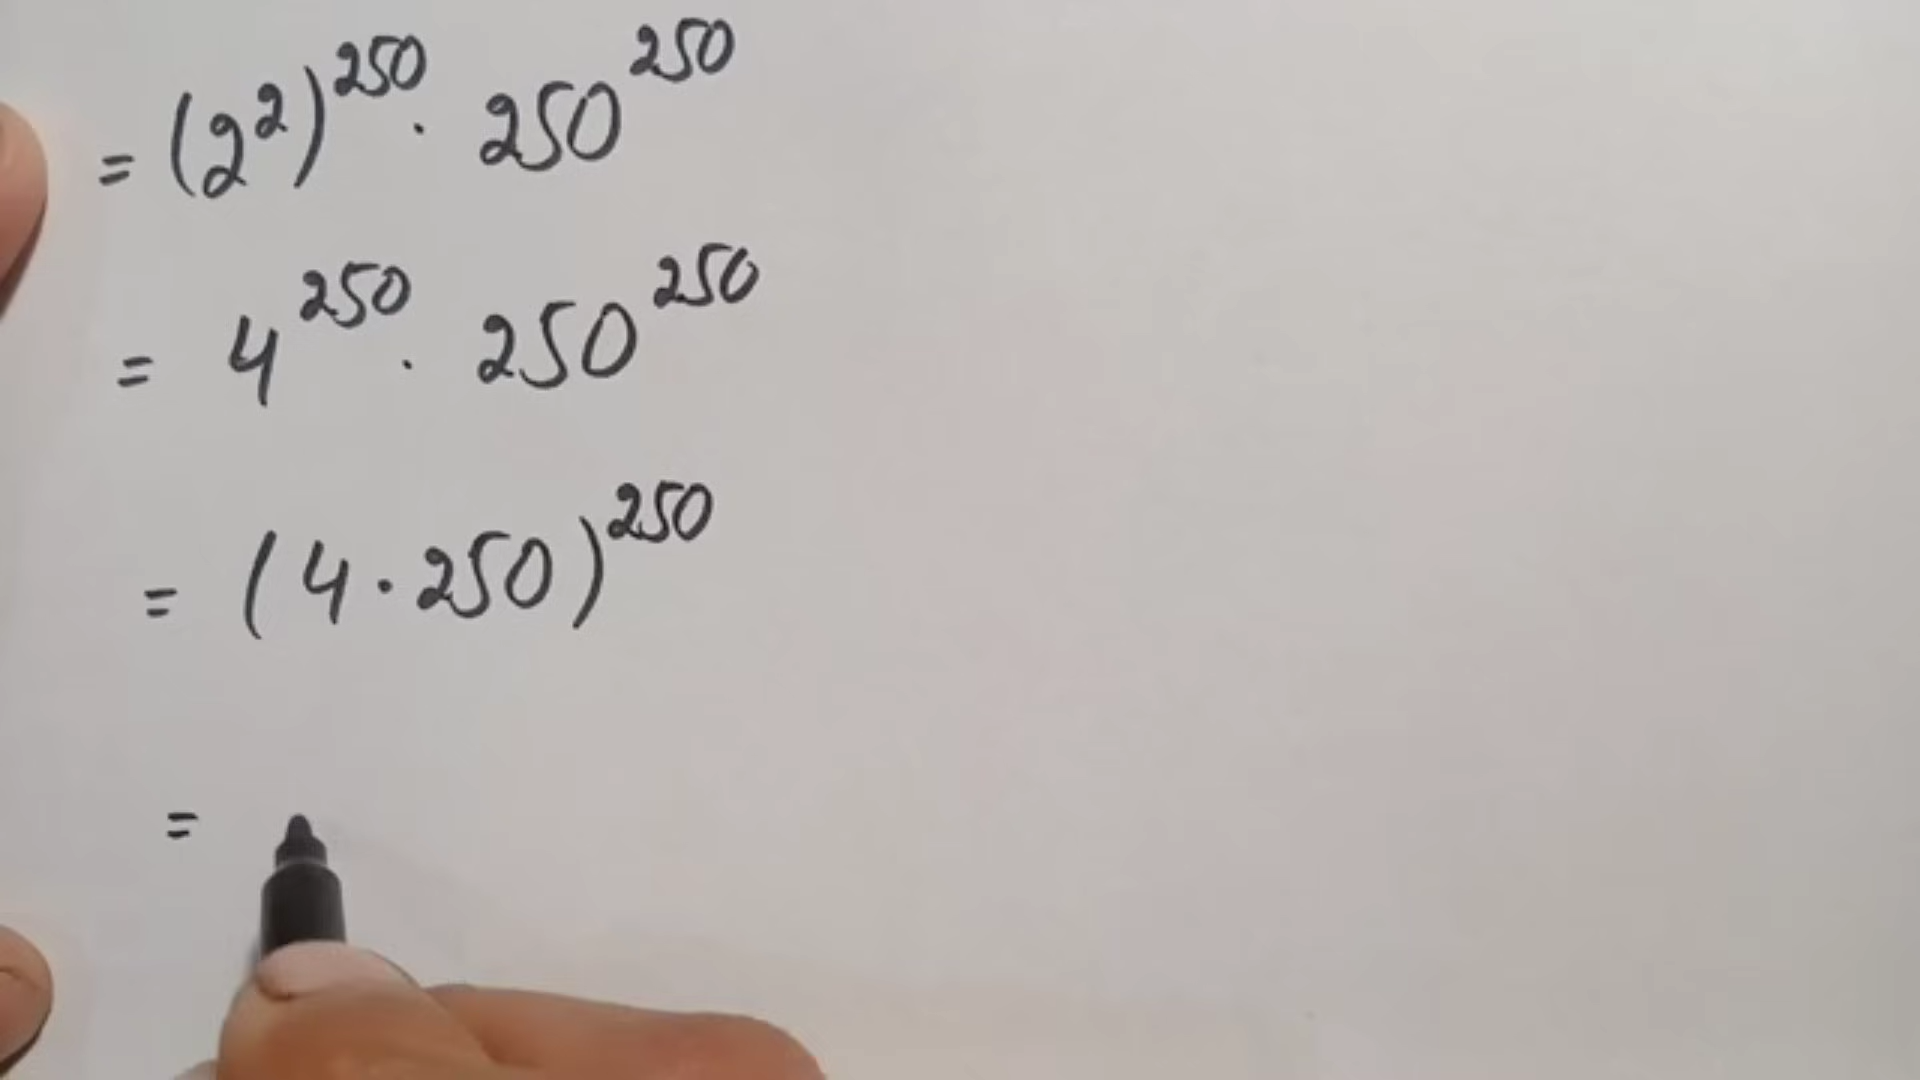 = (2²)²⁵⁰ · 250²⁵⁰
= 4²⁵⁰ · 250²⁵⁰
= (4 · 250)²⁵⁰
=